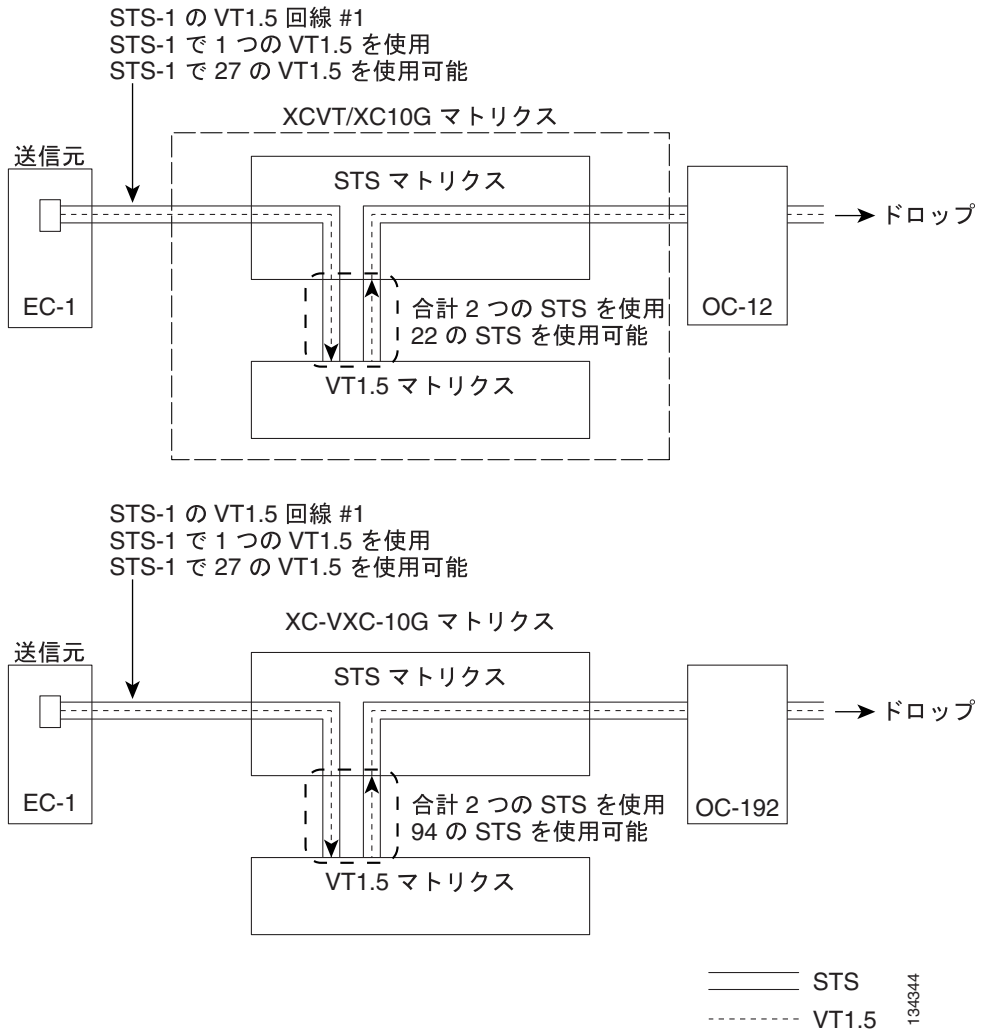 STS-1 の VT1.5 回線 #1
STS-1 で 1 つの VT1.5 を使用
STS-1 で 27 の VT1.5 を使用可能
XCVT/XC10G マトリクス
送信元
STS マトリクス
ドロップ
EC-1
合計 2 つの STS を使用
22 の STS を使用可能
OC-12
VT1.5 マトリクス
STS-1 の VT1.5 回線 #1
STS-1 で 1 つの VT1.5 を使用
STS-1 で 27 の VT1.5 を使用可能
XC-VXC-10G マトリクス
送信元
STS マトリクス
ドロップ
EC-1
合計 2 つの STS を使用
94 の STS を使用可能
OC-192
VT1.5 マトリクス
STS
VT1.5
134344